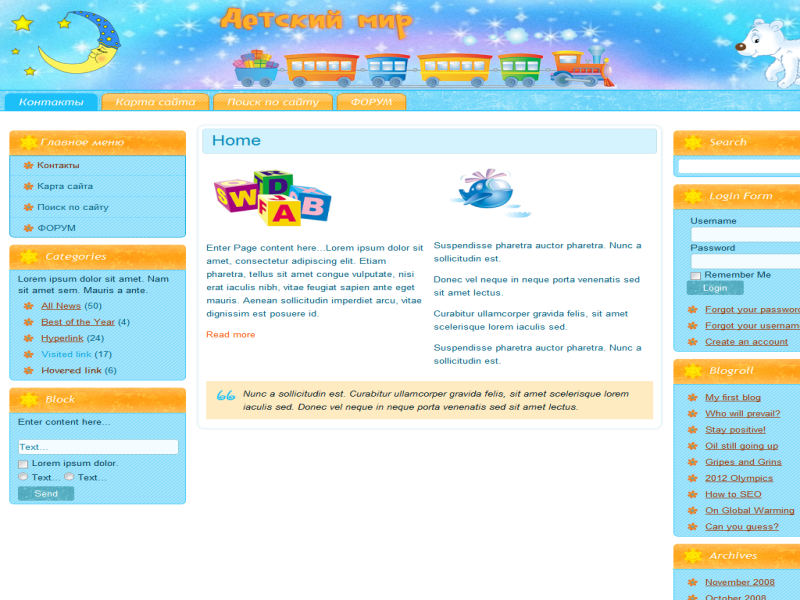 Детский мир
Контакты
Карта сайта
Поиск по сайту
ФОРУМ
Главное меню
Контакты
Карта сайта
Поиск по сайту
ФОРУМ
Categories
Lorem ipsum dolor sit amet. Nam
sit amet sem. Mauris a ante.
All News (50)
Best of the Year (4)
Hyperlink (24)
Visited link (17)
Hovered link (6)
Block
Enter content here...
Text...
Lorem ipsum dolor.
Text... Text...
Send
Home
W D F A B
Enter Page content here...Lorem ipsum dolor sit
amet, consectetur adipiscing elit. Etiam
pharetra, tellus sit amet congue vulputate, nisi
erat iaculis nibh, vitae feugiat sapien ante eget
mauris. Aenean sollicitudin imperdiet arcu, vitae
dignissim est posuere id.
Read more
Suspendisse pharetra auctor pharetra. Nunc a
sollicitudin est.
Donec vel neque in neque porta venenatis sed
sit amet lectus.
Curabitur ullamcorper gravida felis, sit amet
scelerisque lorem iaculis sed.
Suspendisse pharetra auctor pharetra. Nunc a
sollicitudin est.
Nunc a sollicitudin est. Curabitur ullamcorper gravida felis, sit amet scelerisque lorem
iaculis sed. Donec vel neque in neque porta venenatis sed sit amet lectus.
Search
Login Form
Username
Password
Remember Me
Login
Forgot your password
Forgot your usernam
Create an account
Blogroll
My first blog
Who will prevail?
Stay positive!
Oil still going up
Gripes and Grins
2012 Olympics
How to SEO
On Global Warming
Can you guess?
Archives
November 2008
October 2008